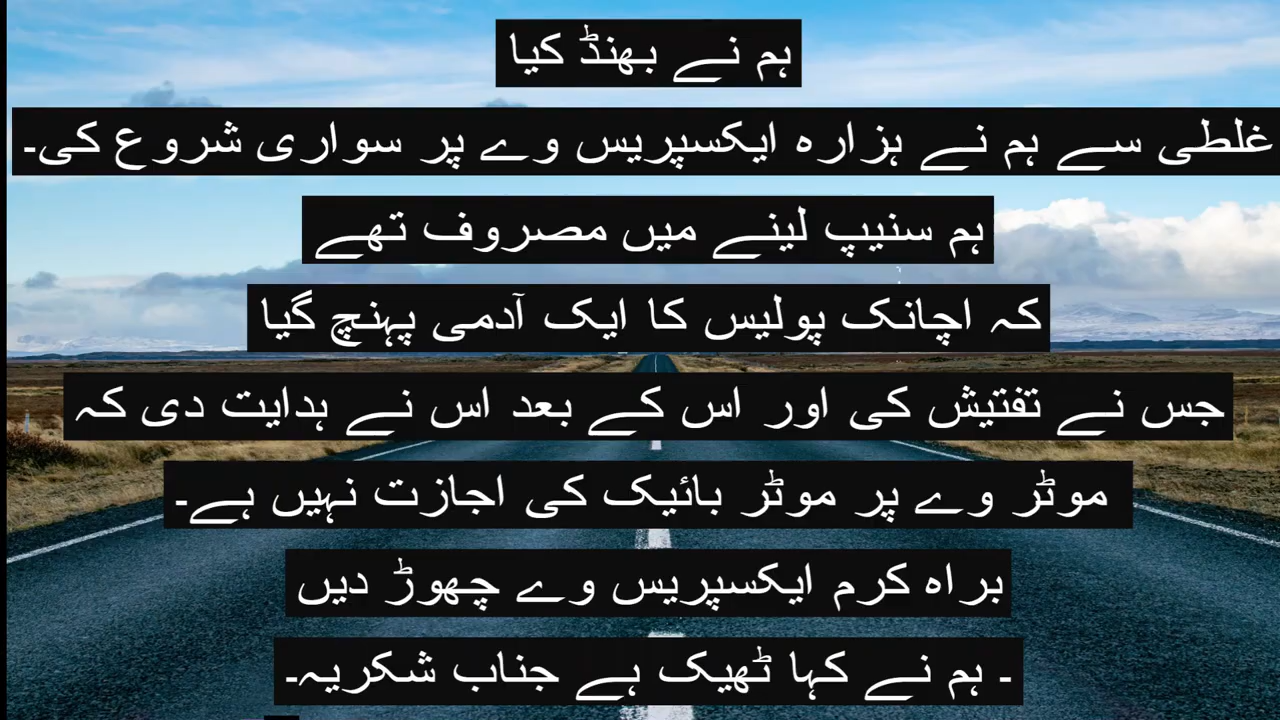 ہم نے بھنڈ کیا
غلطی سے ہم نے ہزارہ ایکسپریس وے پر سواری شروع کی۔
ہم سنیپ لینے میں مصروف تھے
کہ اچانک پولیس کا ایک آدمی پہنچ گیا
جس نے تفتیش کی اور اس کے بعد اس نے ہدایت دی کہ
موٹر وے پر موٹر بائیک کی اجازت نہیں ہے۔
براہ کرم ایکسپریس وے چھوڑ دیں
۔ ہم نے کہا ٹھیک ہے جناب شکریہ۔